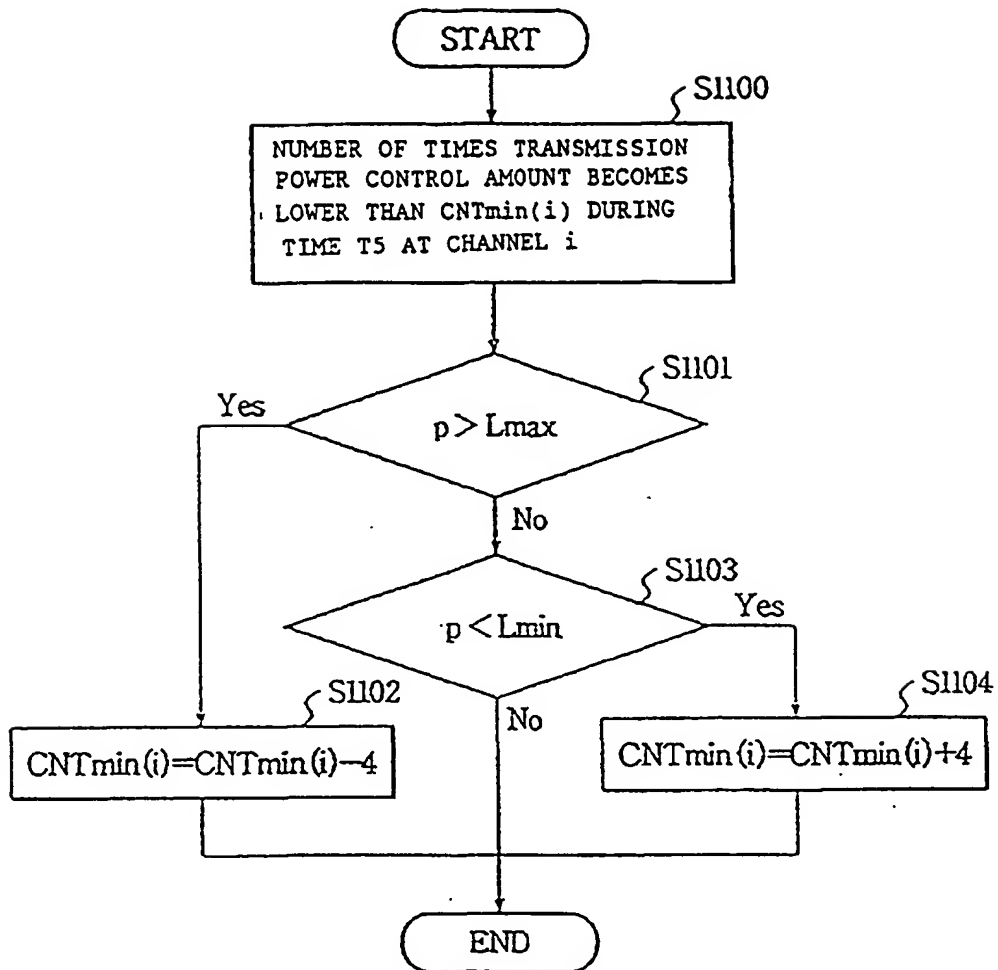 START
S1100
NUMBER OF TIMES TRANSMISSION
POWER CONTROL AMOUNT BECOMES
LOWER THAN CNTmin(i) DURING
TIME T5 AT CHANNEL i
S1101
Yes
p>Lmax
No
S1103
Yes
p<Lmin
S1102
No
S1104
CNTmin(i)=CNTmin(i)−4
CNTmin(i)=CNTmin(i)+4
END